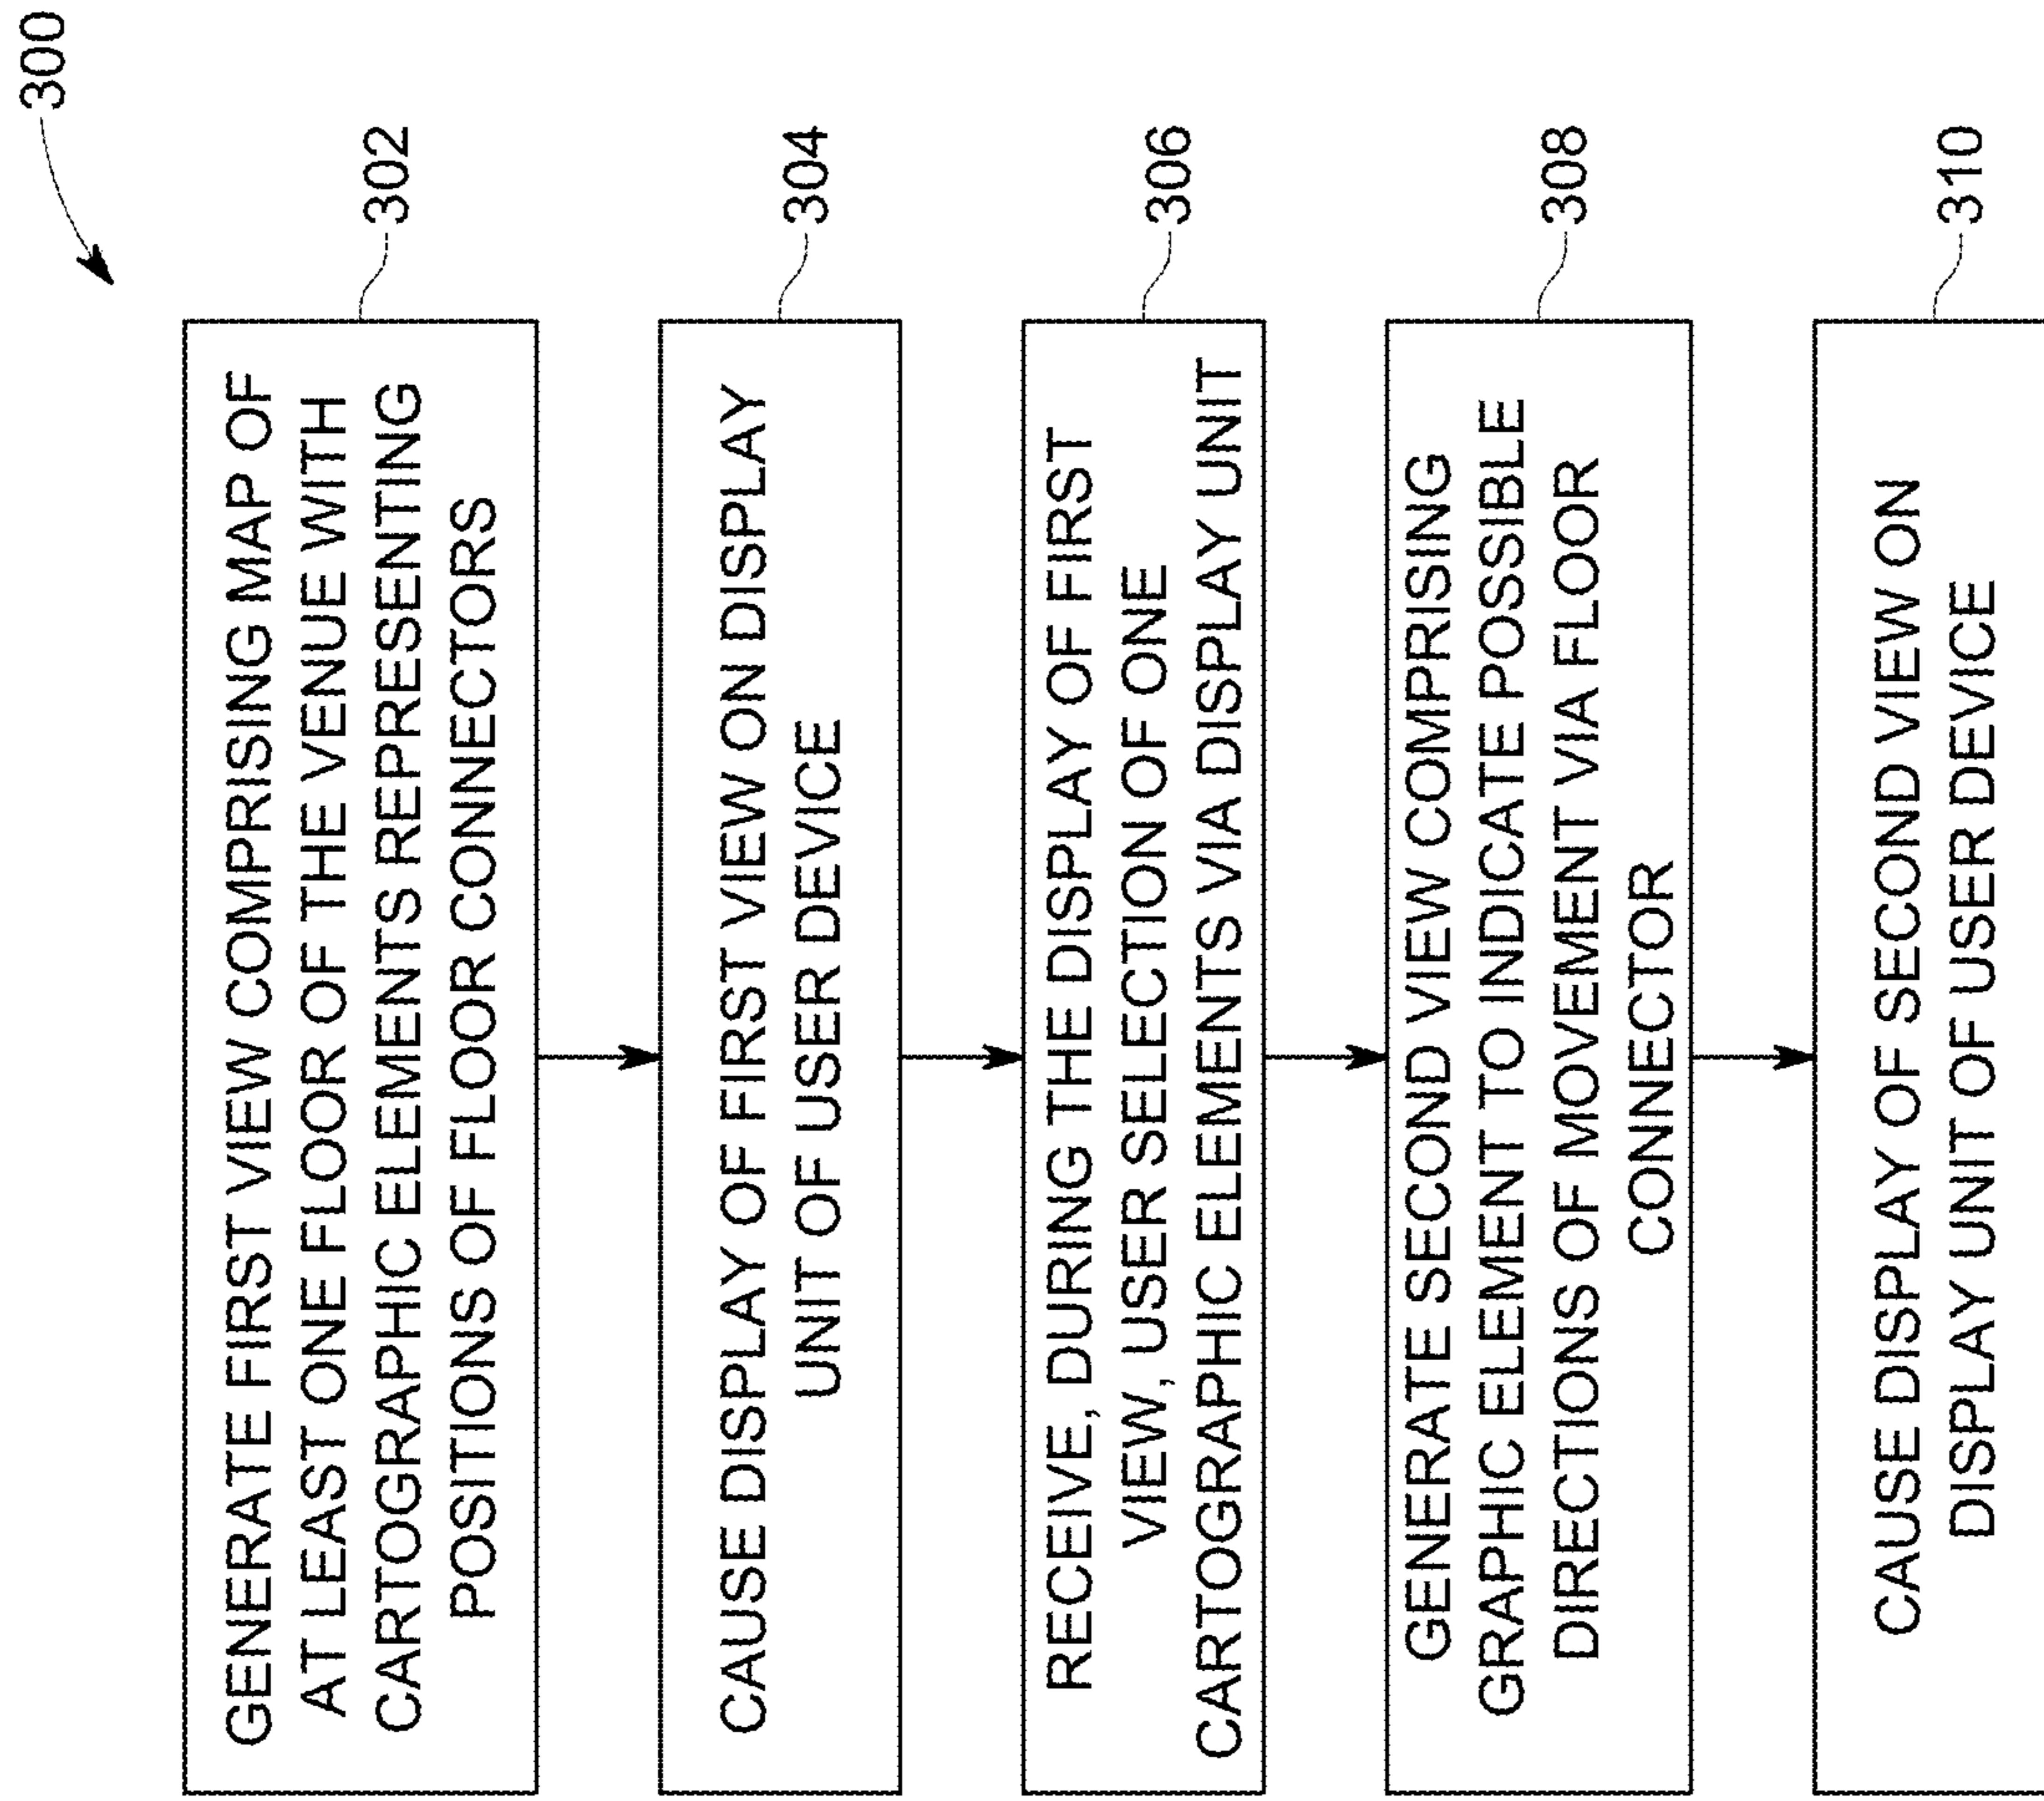 300
GENERATE FIRST VIEW COMPRISING MAP OF
AT LEAST ONE FLOOR OF THE VENUE WITH
CARTOGRAPHIC ELEMENTS REPRESENTING
POSITIONS OF FLOOR CONNECTORS
302
CAUSE DISPLAY OF FIRST VIEW ON DISPLAY
UNIT OF USER DEVICE
304
RECEIVE, DURING THE DISPLAY OF FIRST
VIEW, USER SELECTION OF ONE
CARTOGRAPHIC ELEMENTS VIA DISPLAY UNIT
306
GENERATE SECOND VIEW COMPRISING
GRAPHIC ELEMENT TO INDICATE POSSIBLE
DIRECTIONS OF MOVEMENT VIA FLOOR
CONNECTOR
308
CAUSE DISPLAY OF SECOND VIEW ON
DISPLAY UNIT OF USER DEVICE
310